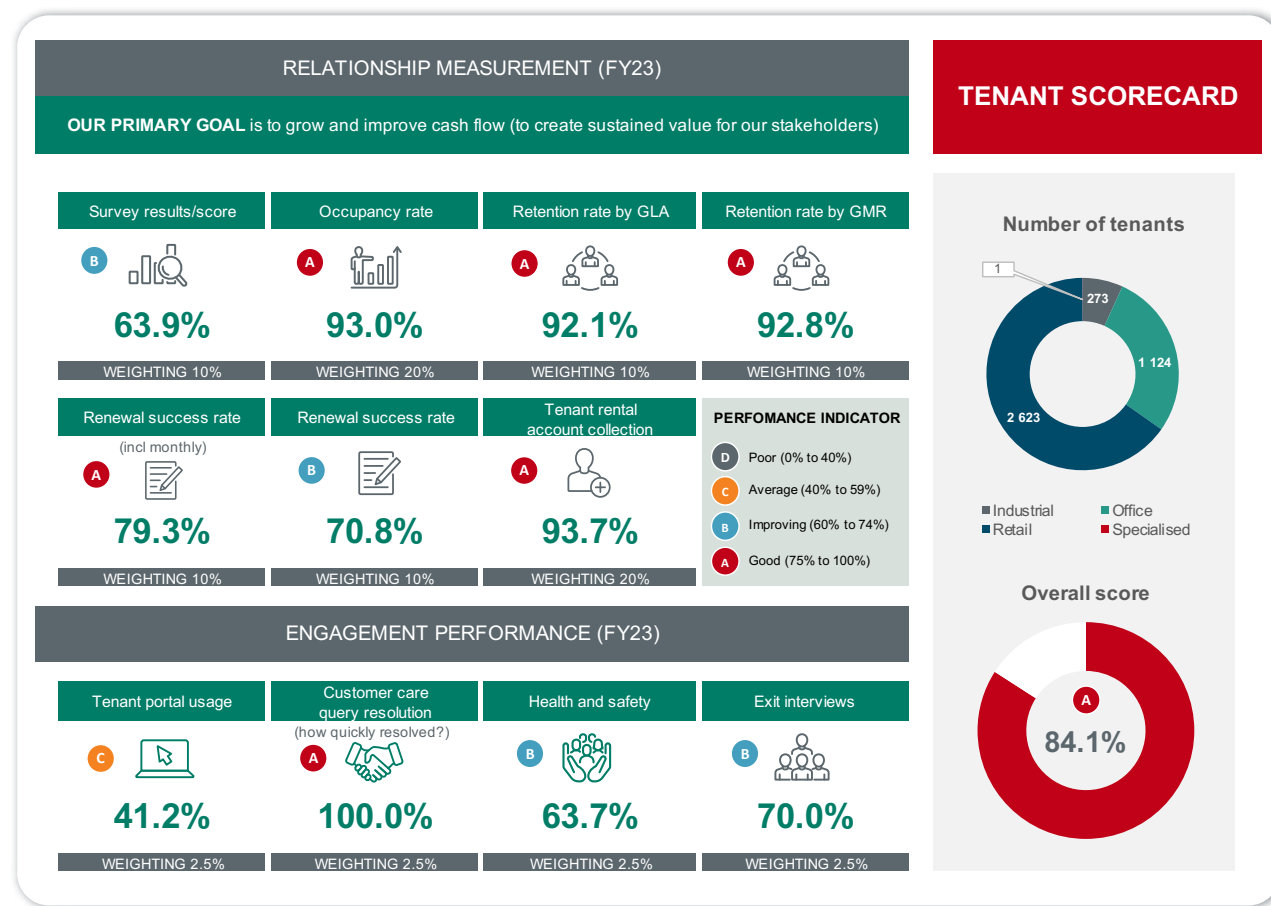 RELATIONSHIP MEASUREMENT (FY23)
OUR PRIMARY GOAL is to grow and improve cash flow (to create sustained value for our stakeholders)
Survey results/score
B
63.9%
WEIGHTING 10%
Occupancy rate
A
93.0%
WEIGHTING 20%
Retention rate by GLA
A
92.1%
WEIGHTING 10%
Retention rate by GMR
A
92.8%
WEIGHTING 10%
Renewal success rate
(incl monthly)
A
79.3%
WEIGHTING 10%
Renewal success rate
B
70.8%
WEIGHTING 10%
Tenant rental
account collection
A
93.7%
WEIGHTING 20%
PERFOMANCE INDICATOR
D Poor (0% to 40%)
C Average (40% to 59%)
B Improving (60% to 74%)
A Good (75% to 100%)
ENGAGEMENT PERFORMANCE (FY23)
Tenant portal usage
C
41.2%
WEIGHTING 2.5%
Customer care
query resolution
(how quickly resolved?)
A
100.0%
WEIGHTING 2.5%
Health and safety
B
63.7%
WEIGHTING 2.5%
Exit interviews
B
70.0%
WEIGHTING 2.5%
TENANT SCORECARD
Number of tenants
1
273
1 124
2 623
Industrial
Office
Retail
Specialised
Overall score
A
84.1%